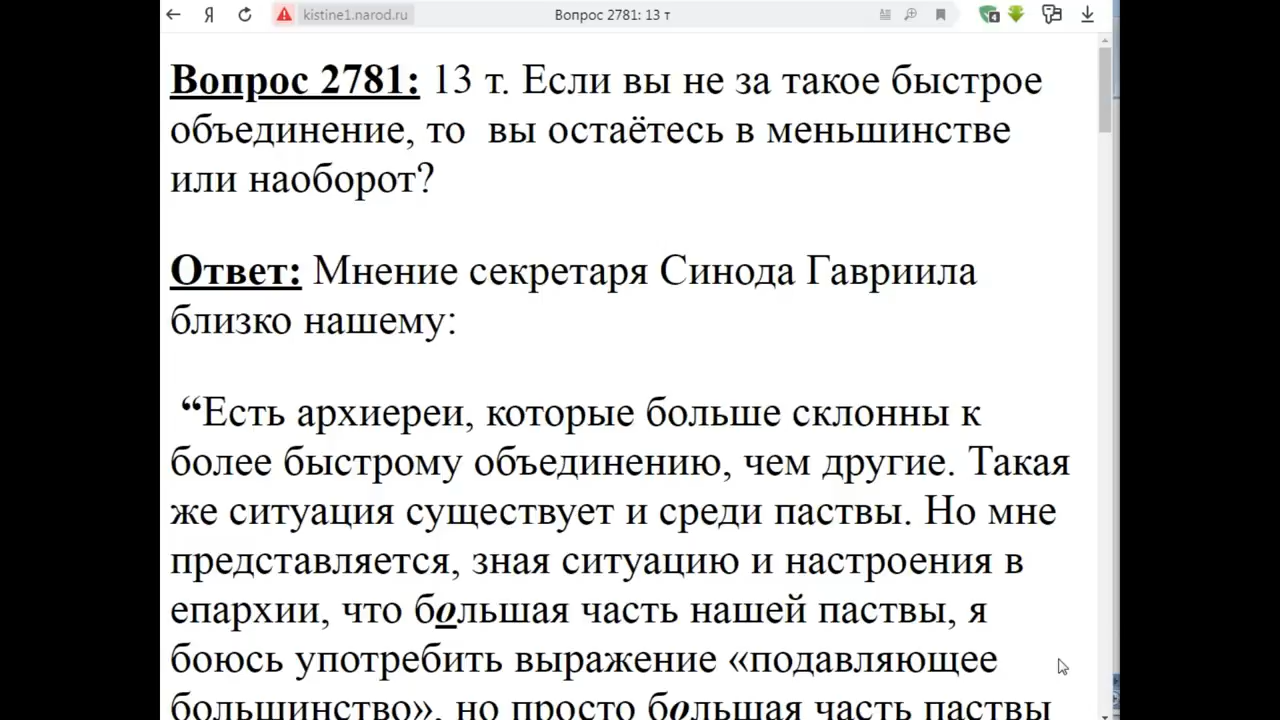 Я kistine1.narod.ru Вопрос 2781: 13 т 4
Вопрос 2781: 13 т. Если вы не за такое быстрое
объединение, то вы остаётесь в меньшинстве
или наоборот?
Ответ: Мнение секретаря Синода Гавриила
близко нашему:
“Есть архиереи, которые больше склонны к
более быстрому объединению, чем другие. Такая
же ситуация существует и среди паствы. Но мне
представляется, зная ситуацию и настроения в
епархии, что большая часть нашей паствы, я
боюсь употребить выражение «подавляющее
большинство», но просто большая часть паствы